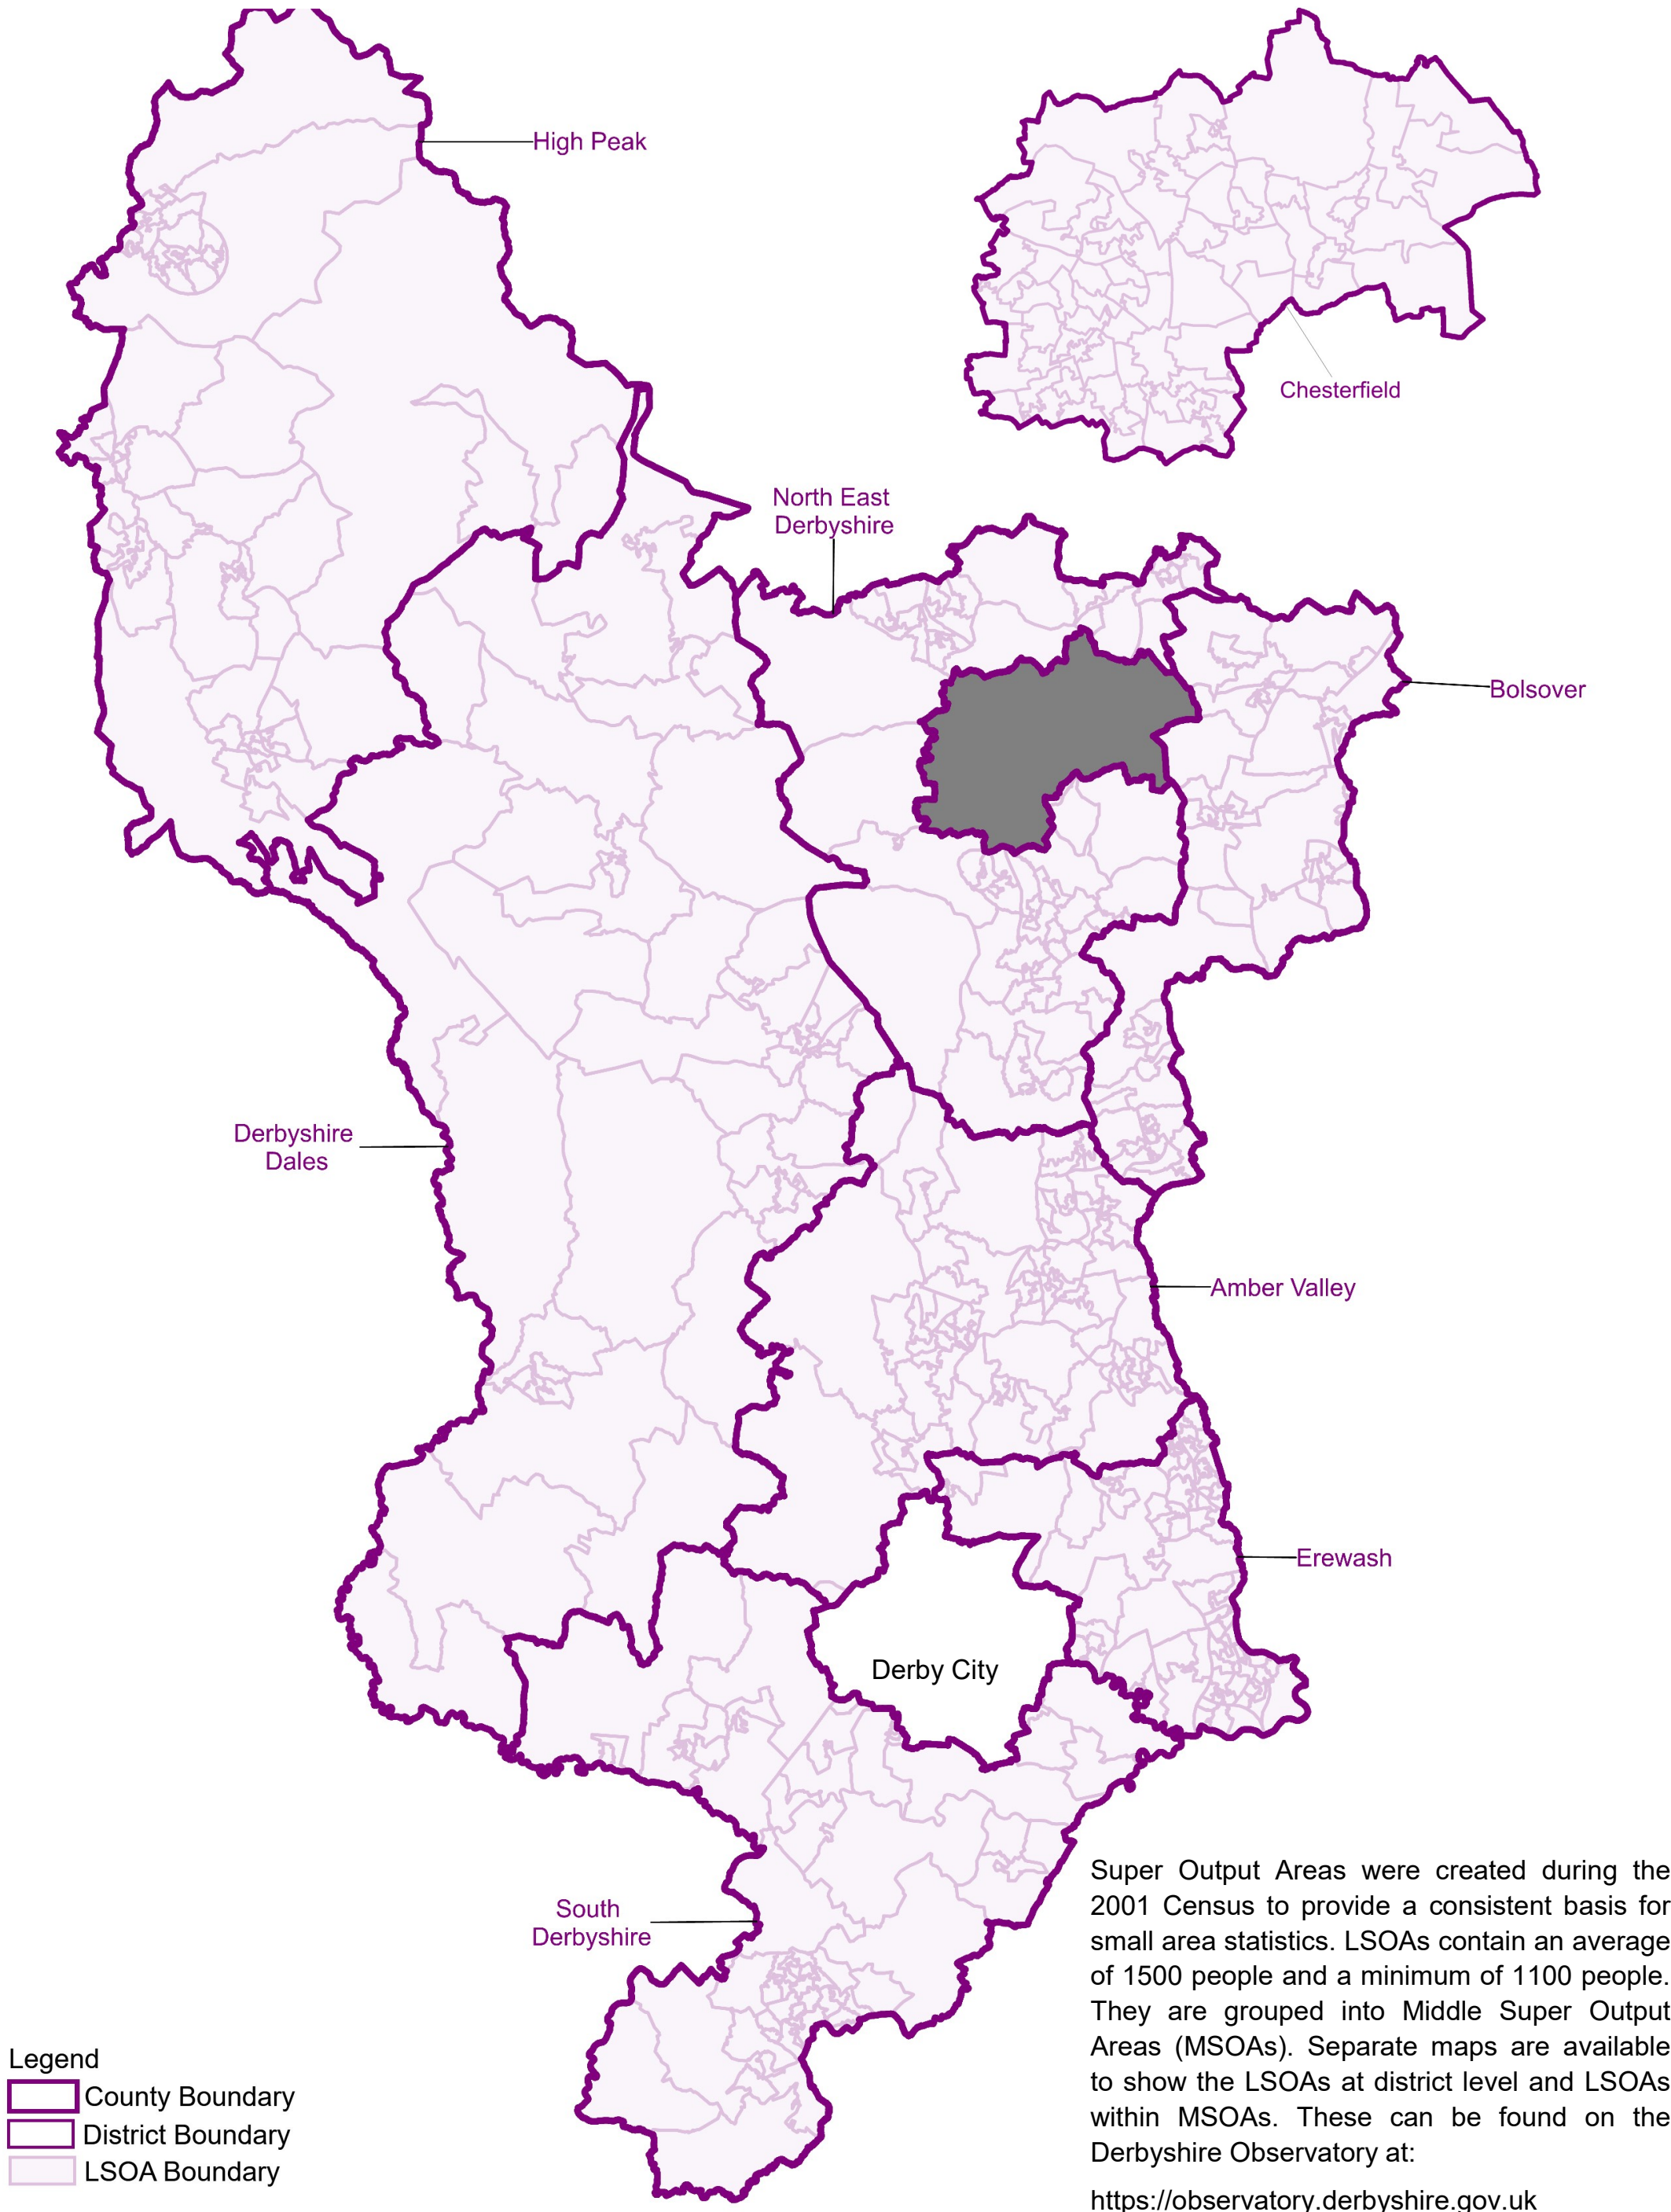 High Peak
Chesterfield
North East
Derbyshire
Bolsover
Derbyshire
Dales
Amber Valley
Erewash
Derby City
South
Derbyshire
Super Output Areas were created during the
2001 Census to provide a consistent basis for
small area statistics. LSOAs contain an average
of 1500 people and a minimum of 1100 people.
They are grouped into Middle Super Output
Areas (MSOAs). Separate maps are available
to show the LSOAs at district level and LSOAs
within MSOAs. These can be found on the
Derbyshire Observatory at:
https://observatory.derbyshire.gov.uk
Legend
County Boundary
District Boundary
LSOA Boundary